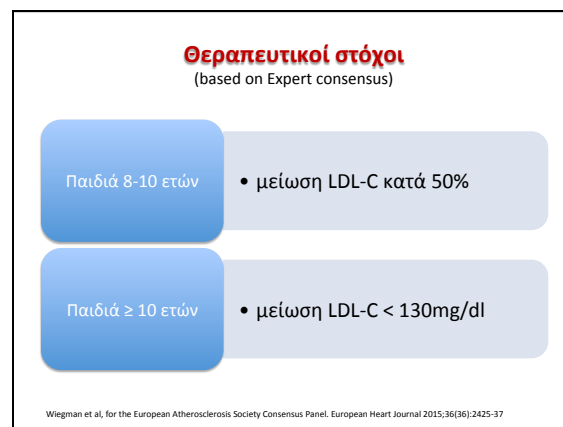 Θεραπευτικοί στόχοι
(based on Expert consensus)
Παιδιά 8-10 ετών
• μείωση LDL-C κατά 50%
Παιδιά ≥ 10 ετών
• μείωση LDL-C < 130mg/dl
Wiegman et al, for the European Atherosclerosis Society Consensus Panel. European Heart Journal 2015;36(36):2425-37